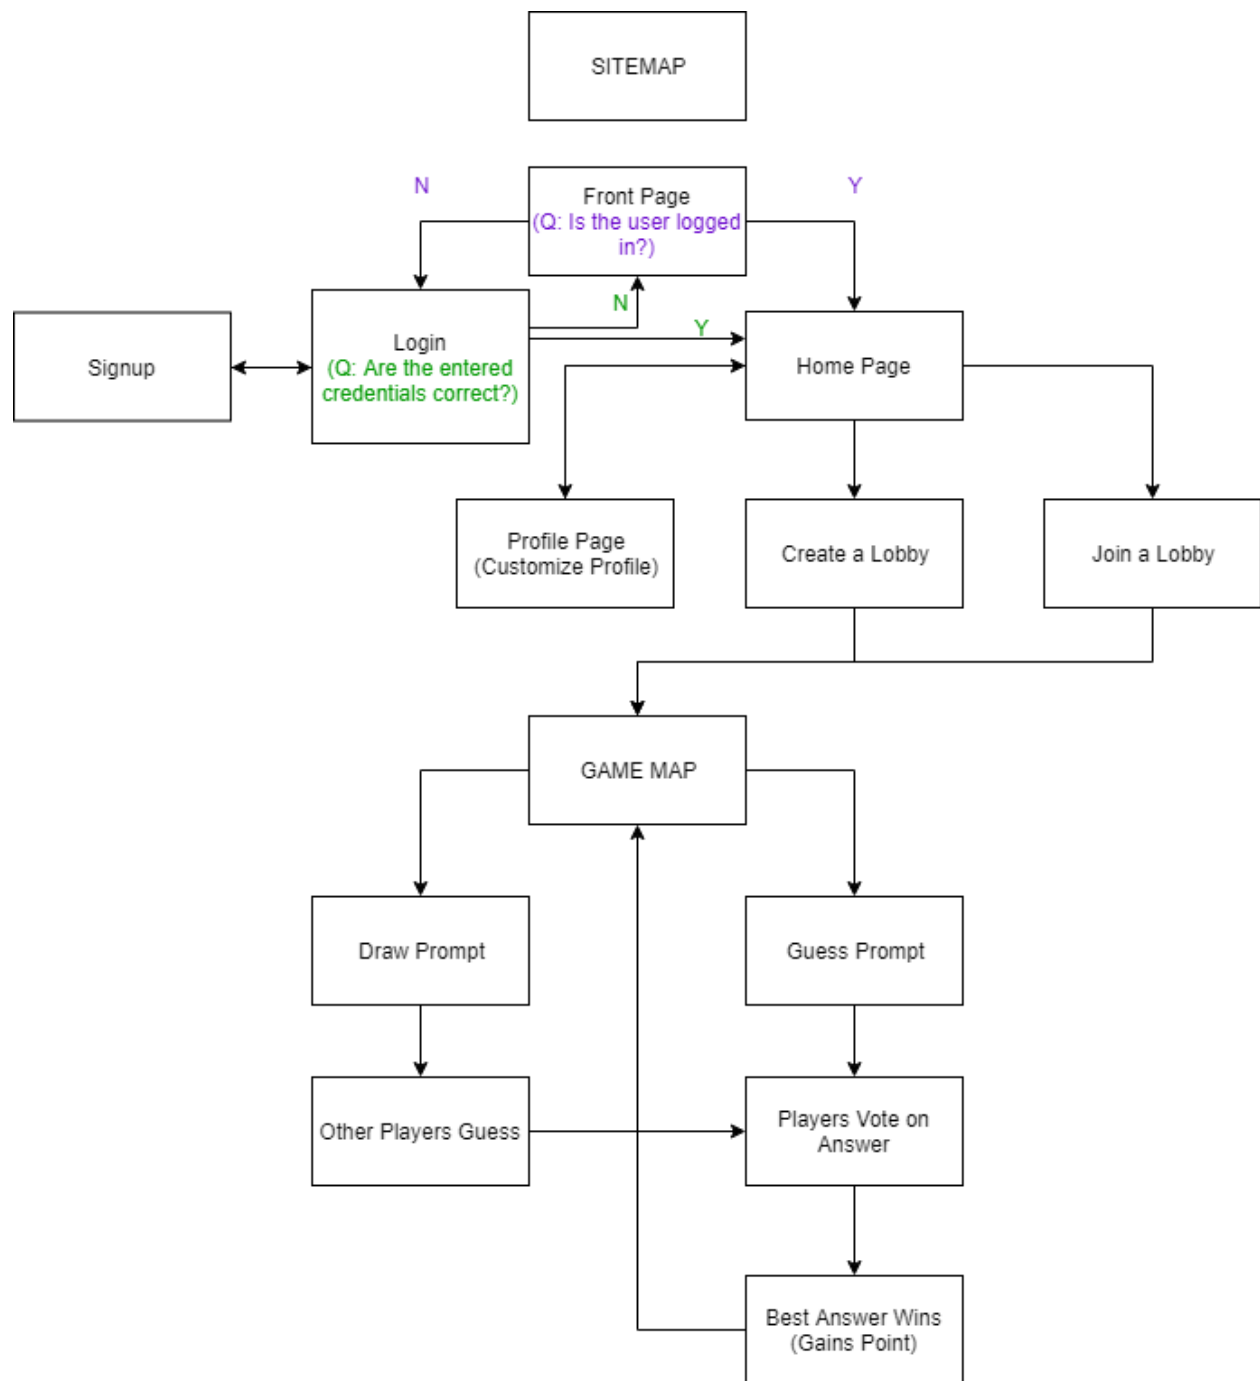 SITEMAP
N
Front Page
(Q: Is the user logged
in?)
Y
N
Y
Signup
Login
(Q: Are the entered
credentials correct?)
Home Page
Profile Page
(Customize Profile)
Create a Lobby
Join a Lobby
GAME MAP
Draw Prompt
Guess Prompt
Other Players Guess
Players Vote on
Answer
Best Answer Wins
(Gains Point)